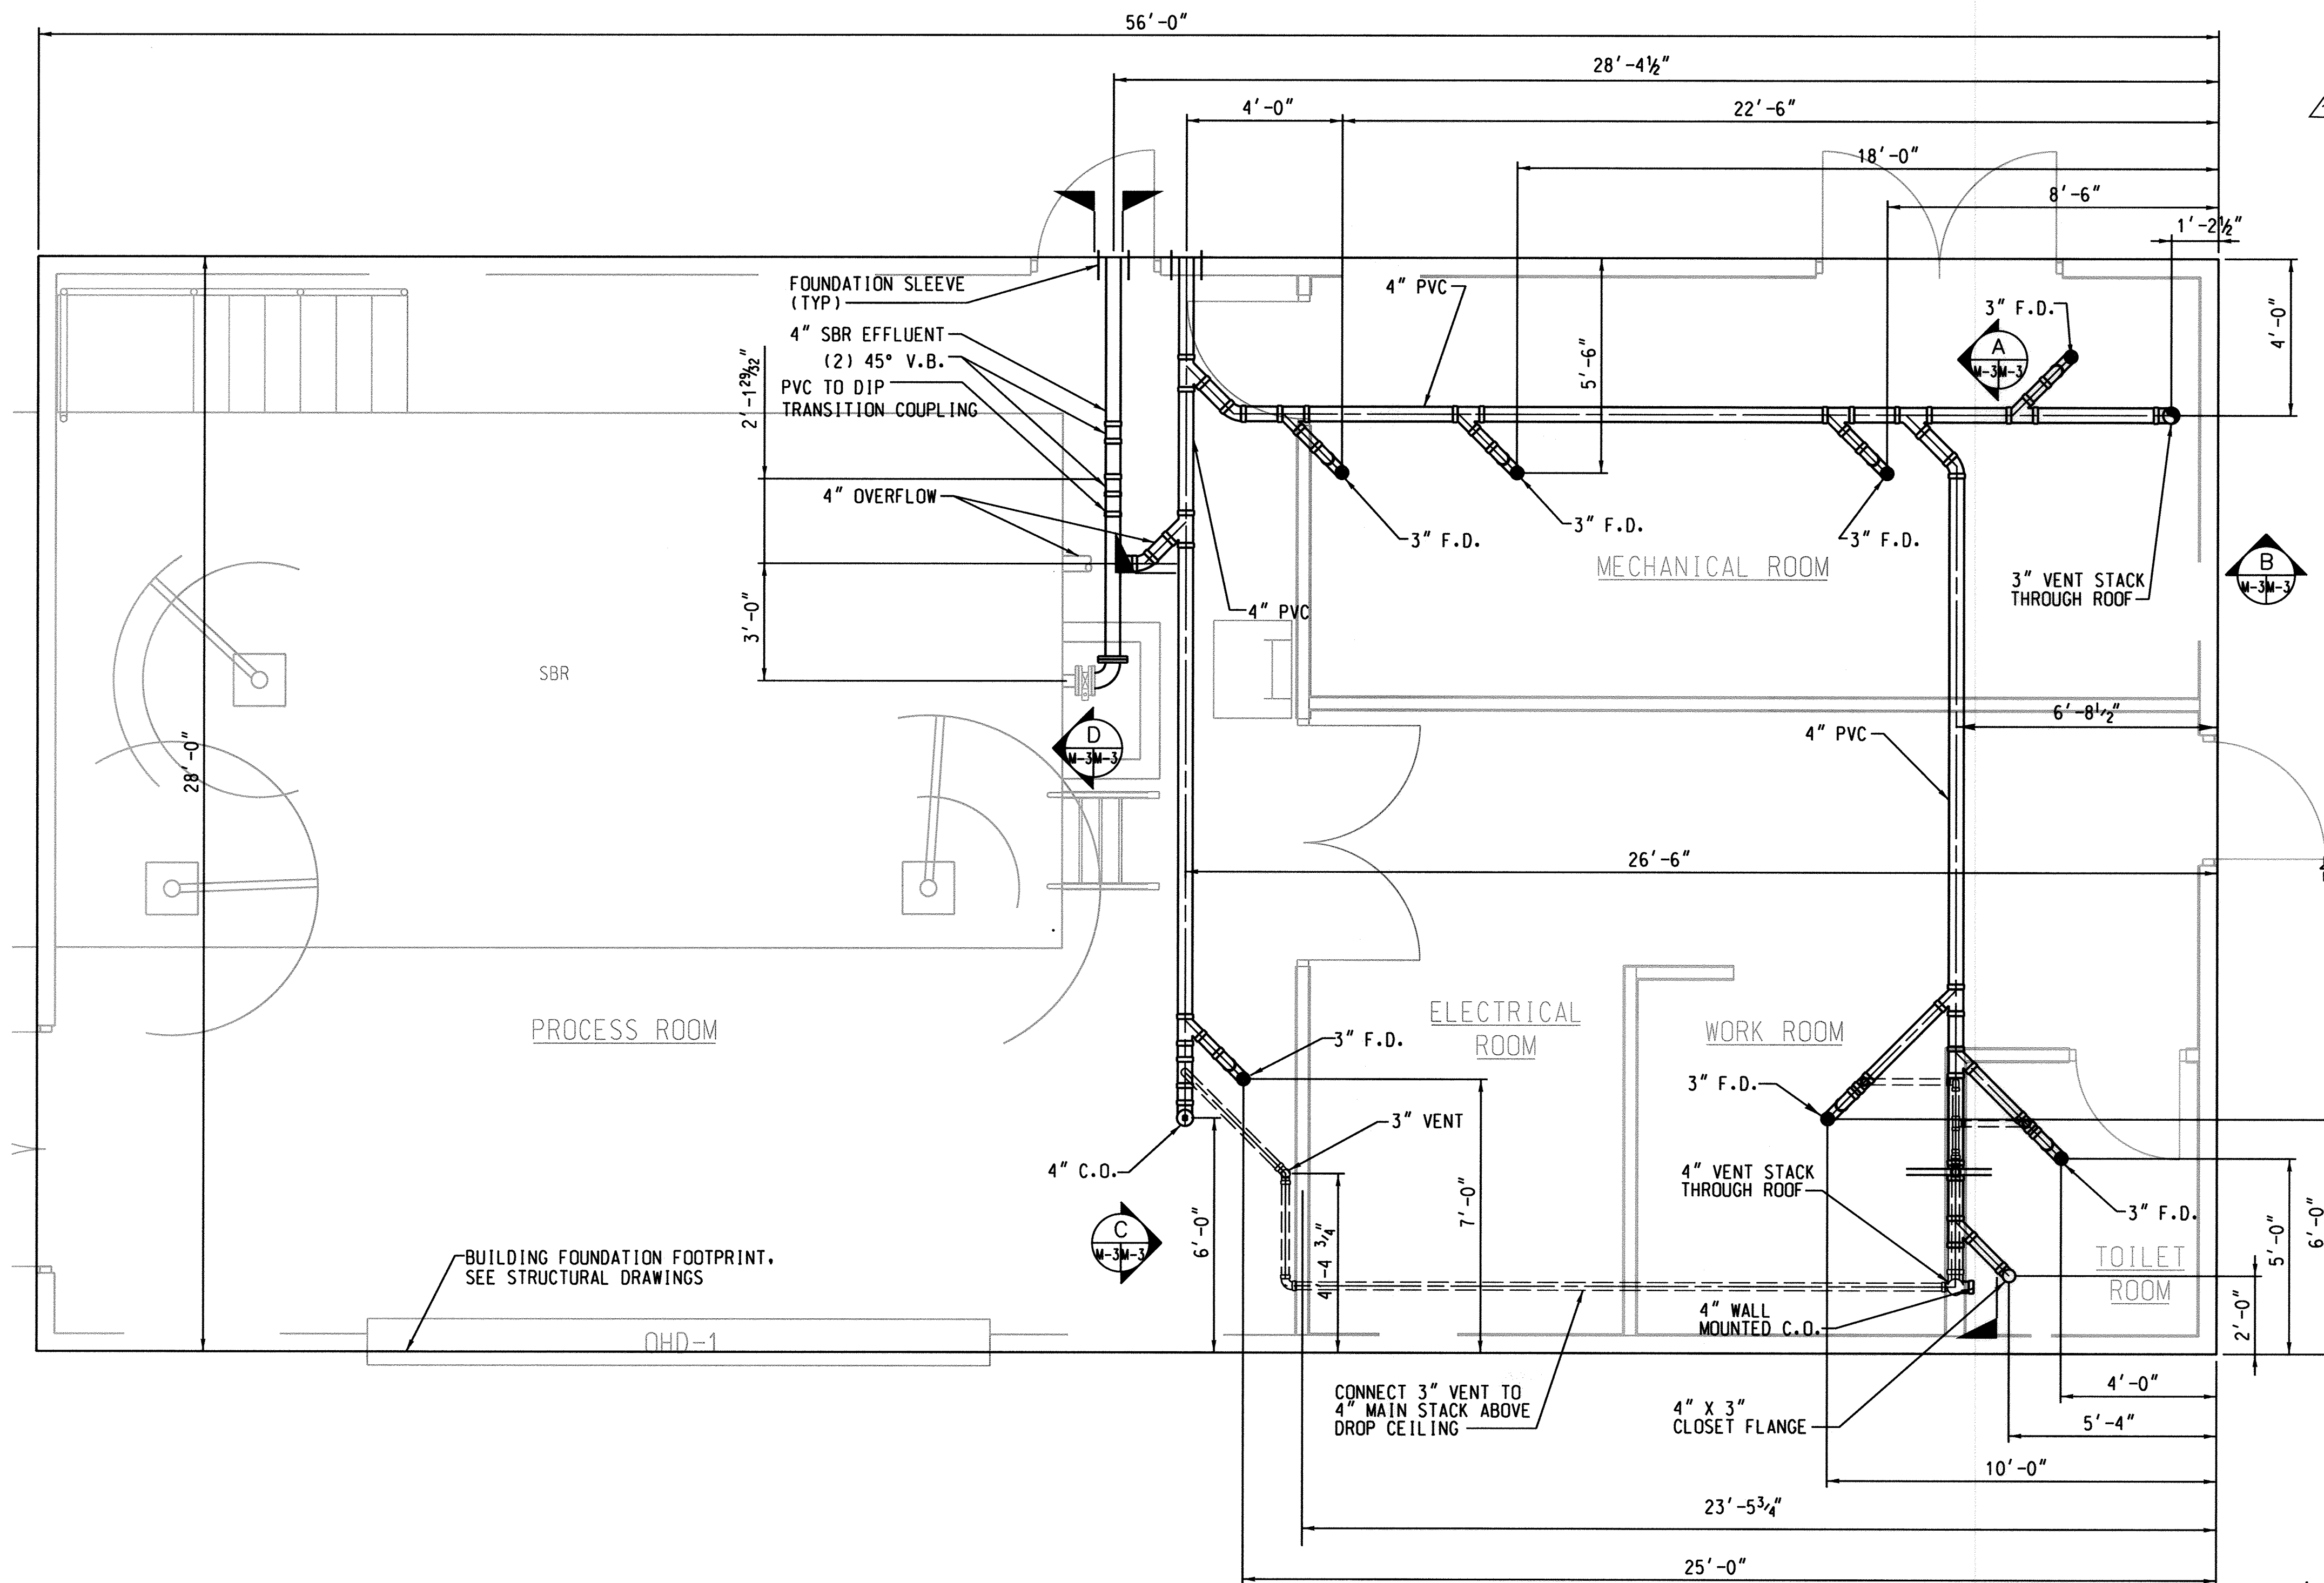 56'-0"
28'-4½"
4'-0"
22'-6"
18'-0"
8'-6"
1'-2½"
FOUNDATION SLEEVE
(TYP)
4" SBR EFFLUENT
(2) 45° V.B.
PVC TO DIP
TRANSITION COUPLING
2'-1 29/32"
4" OVERFLOW
3'-0"
4" PVC
5'-6"
3" F.D.
A
M-3 M-3
4'-0"
3" F.D.
3" F.D.
3" F.D.
MECHANICAL ROOM
3" VENT STACK
THROUGH ROOF
B
M-3 M-3
4" PVC
SBR
28'-0"
D
M-3 M-3
6'-8½"
4" PVC
26'-6"
PROCESS ROOM
ELECTRICAL
ROOM
WORK ROOM
3" F.D.
3" F.D.
3" VENT
4" C.O.
4" VENT STACK
THROUGH ROOF
3" F.D.
C
M-3 M-3
6'-0"
4'-4 3/4"
7'-0"
TOILET
ROOM
5'-0"
6'-0"
2'-0"
BUILDING FOUNDATION FOOTPRINT,
SEE STRUCTURAL DRAWINGS
OHD-1
4" WALL
MOUNTED C.O.
CONNECT 3" VENT TO
4" MAIN STACK ABOVE
DROP CEILING
4" X 3"
CLOSET FLANGE
4'-0"
5'-4"
10'-0"
23'-5¾"
25'-0"